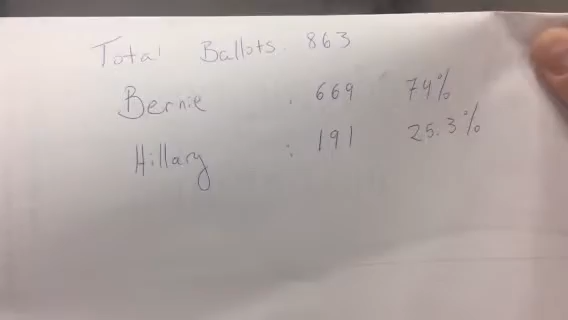 Total Ballots. 863
Bernie . 669 74%
Hillary : 191 25.3%